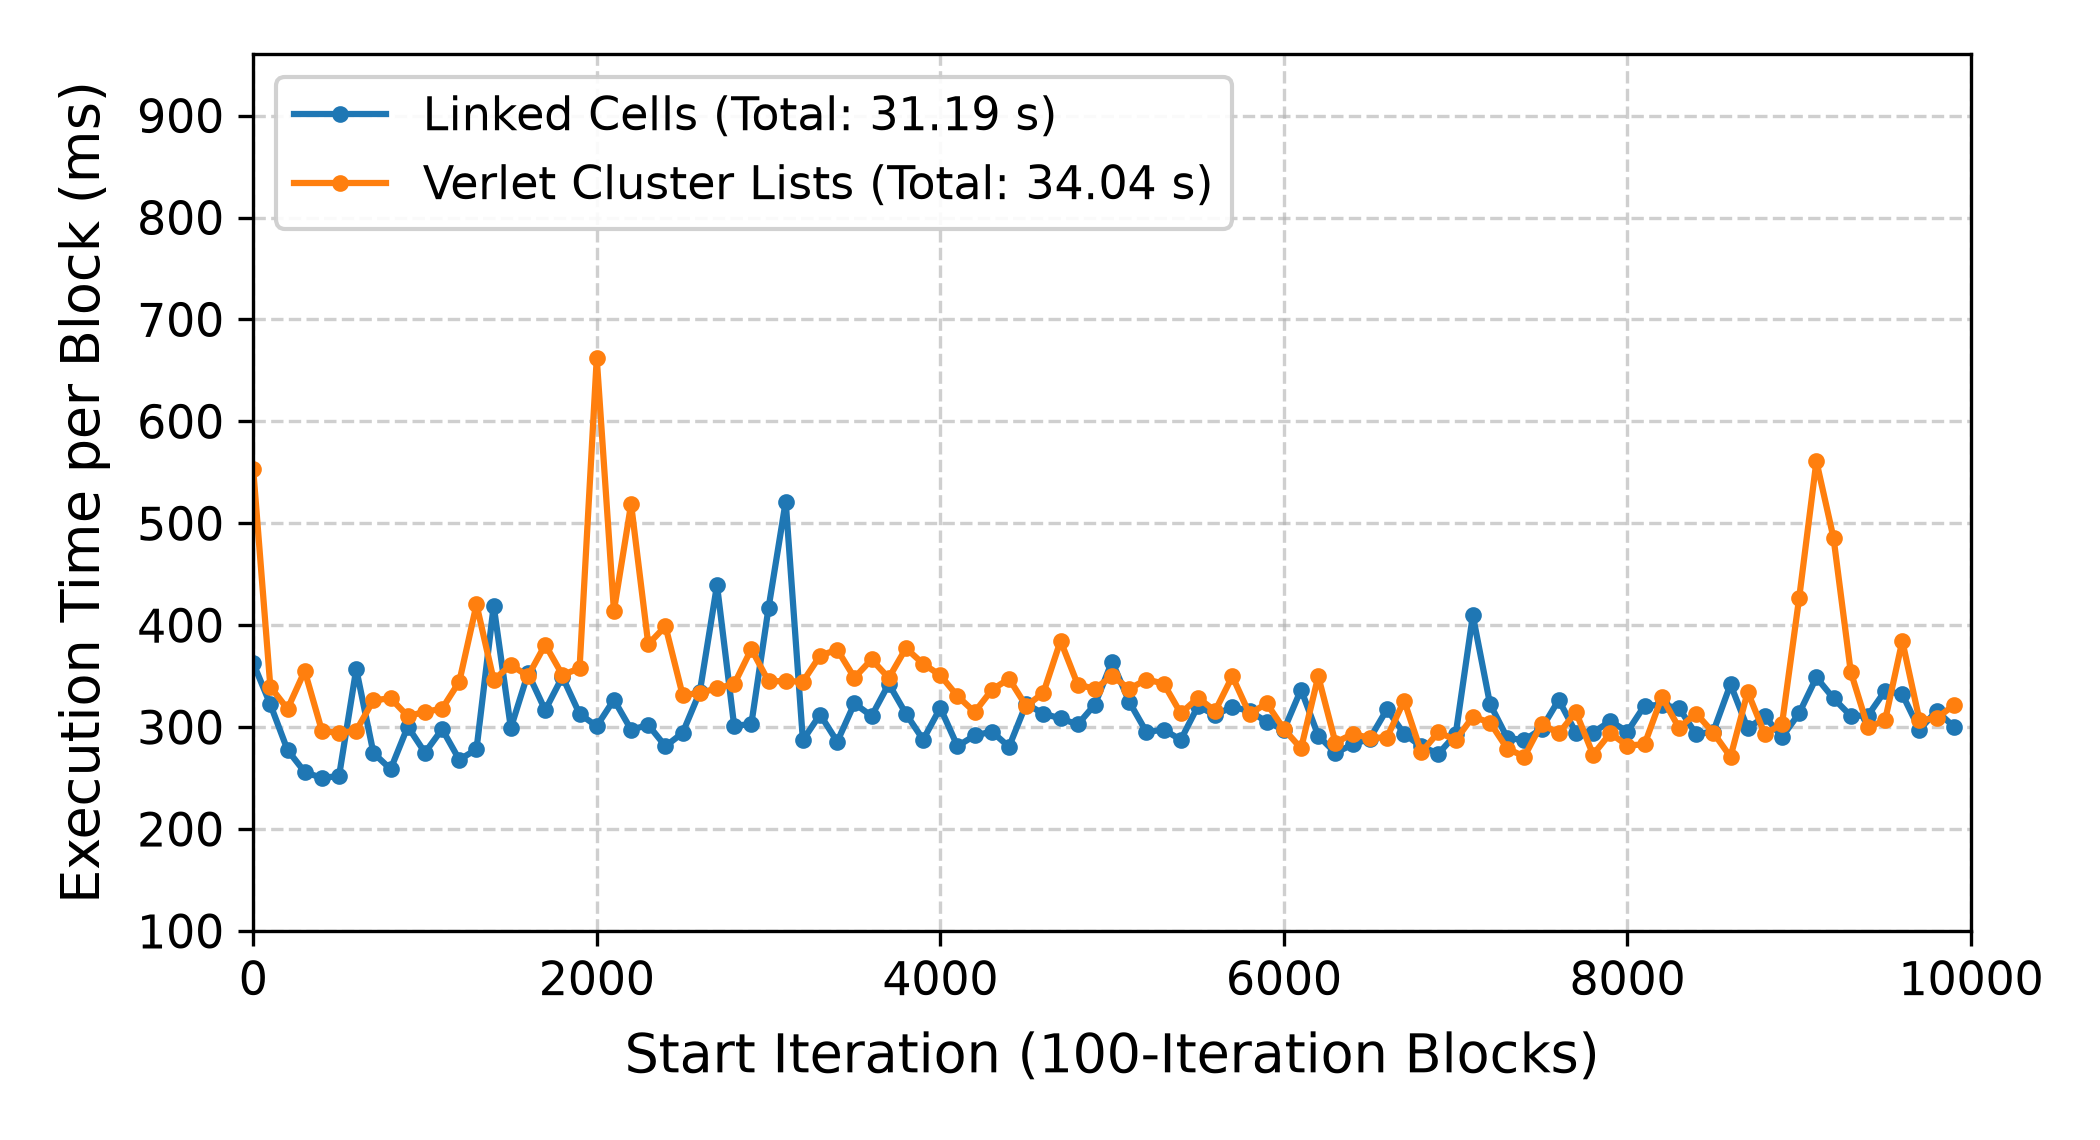 Linked Cells (Total: 31.19 s)
Verlet Cluster Lists (Total: 34.04 s)
Execution Time per Block (ms)
900
800
700
600
500
400
300
200
100
0 2000 4000 6000 8000 10000
Start Iteration (100-Iteration Blocks)